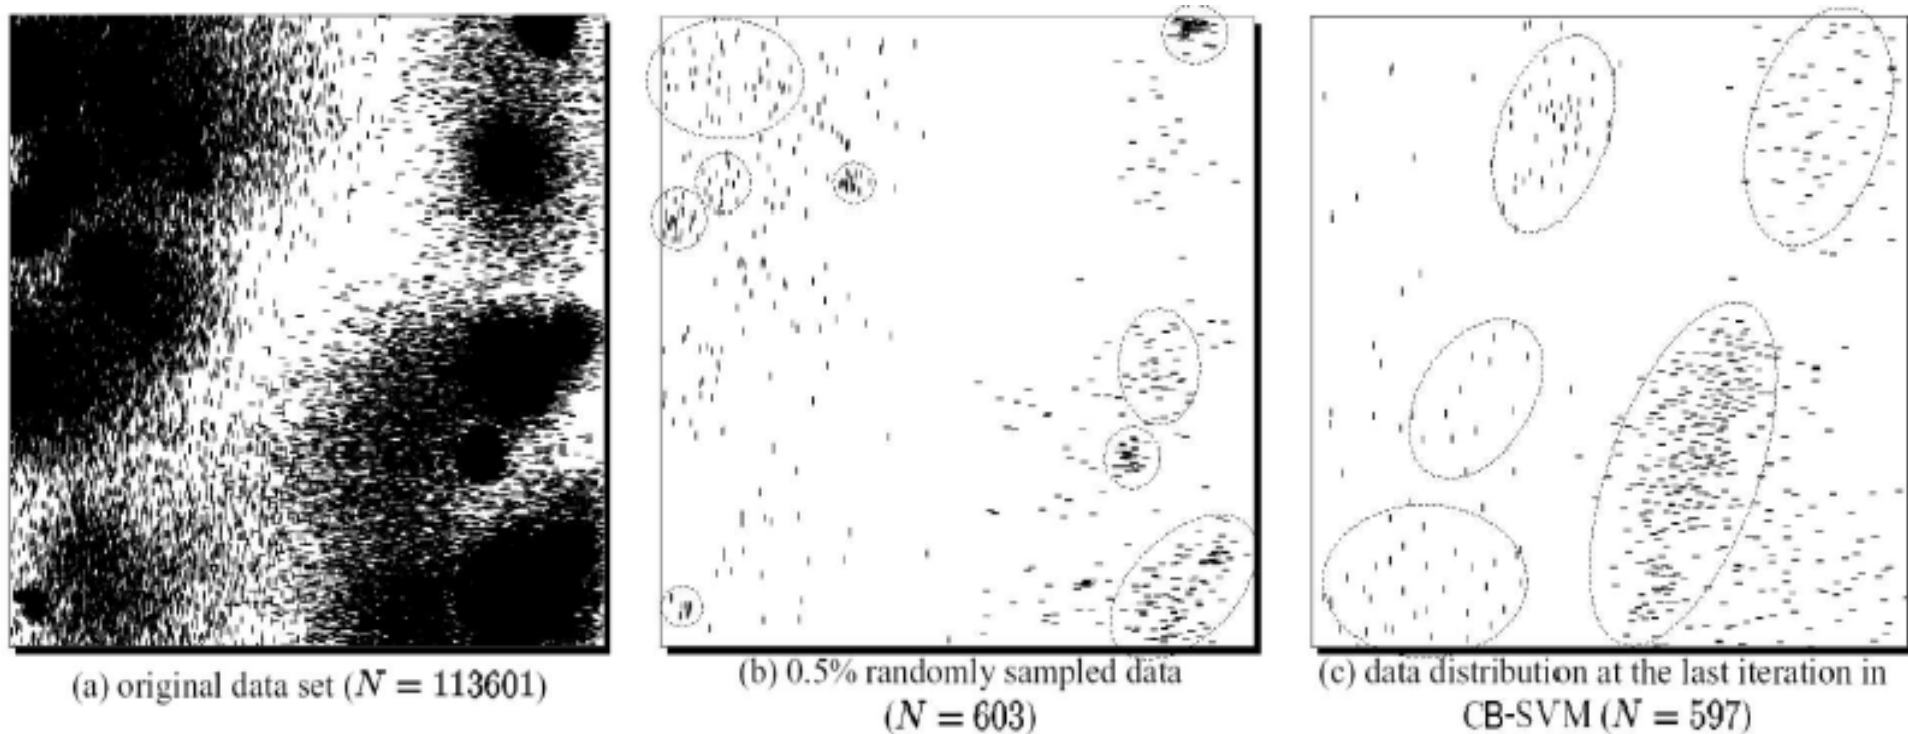 (a) original data set (N = 113601)
(b) 0.5% randomly sampled data
(N = 603)
(c) data distribution at the last iteration in
CB-SVM (N = 597)